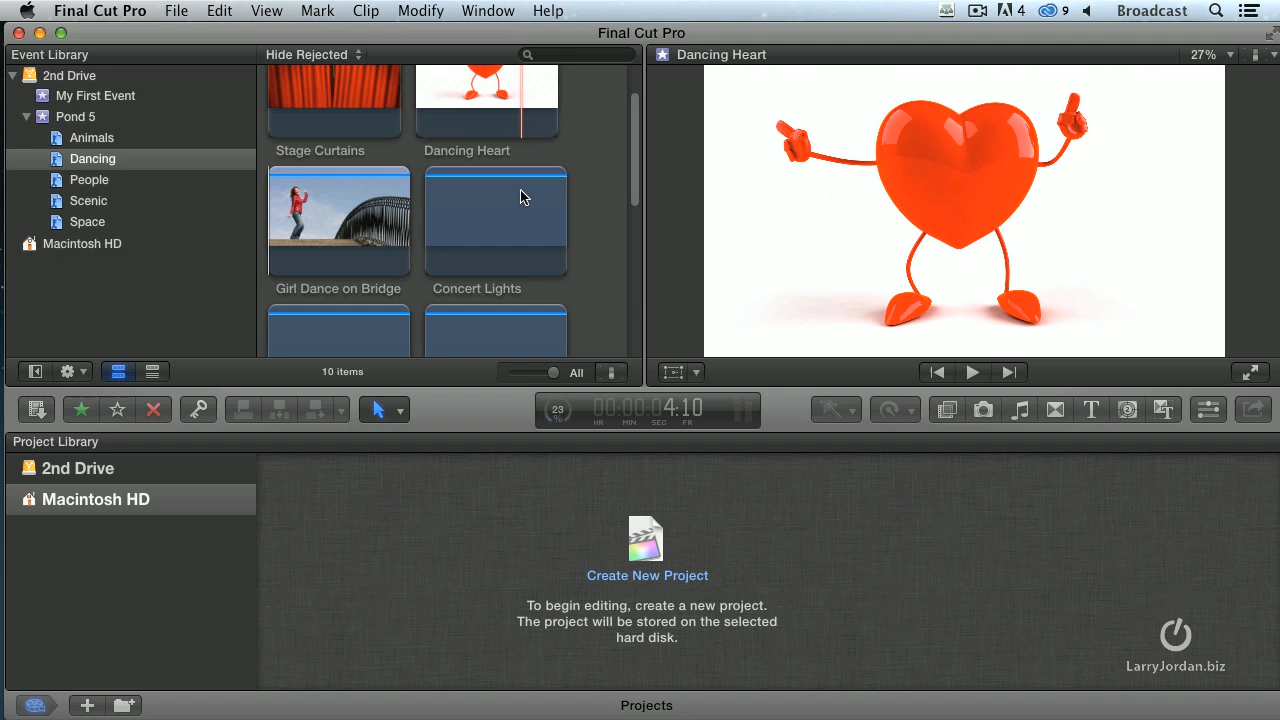 Final Cut Pro File Edit View Mark Clip Modify Window Help 4 9 Broadcast
Final Cut Pro
Event Library Hide Rejected Dancing Heart 27%
2nd Drive
My First Event
Pond 5
Animals
Dancing
People
Scenic
Space
Macintosh HD
Stage Curtains Dancing Heart
Girl Dance on Bridge Concert Lights
10 items All
23 % 00:00:04:10
HR MIN SEC FR
T
2
Project Library
2nd Drive
Macintosh HD
Create New Project
To begin editing, create a new project.
The project will be stored on the selected
hard disk.
LarryJordan.biz
Projects